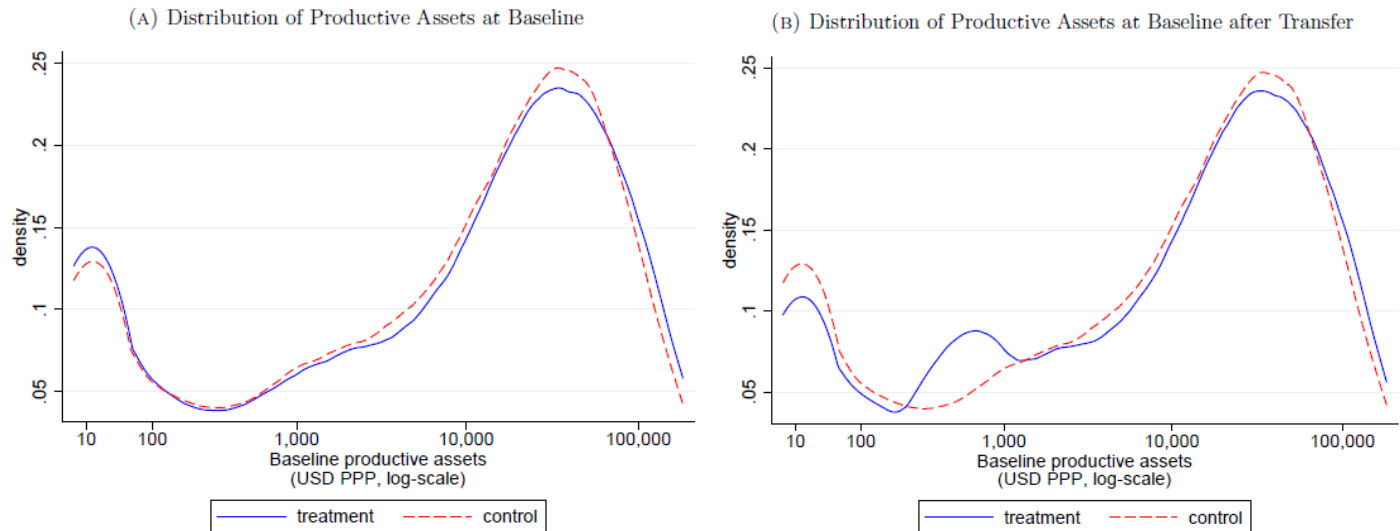 (A) Distribution of Productive Assets at Baseline
.25
.2
.15
.1
.05
density
10 100 1,000 10,000 100,000
Baseline productive assets
(USD PPP, log-scale)
treatment control
(B) Distribution of Productive Assets at Baseline after Transfer
.25
.2
.15
.1
.05
density
10 100 1,000 10,000 100,000
Baseline productive assets
(USD PPP, log-scale)
treatment control